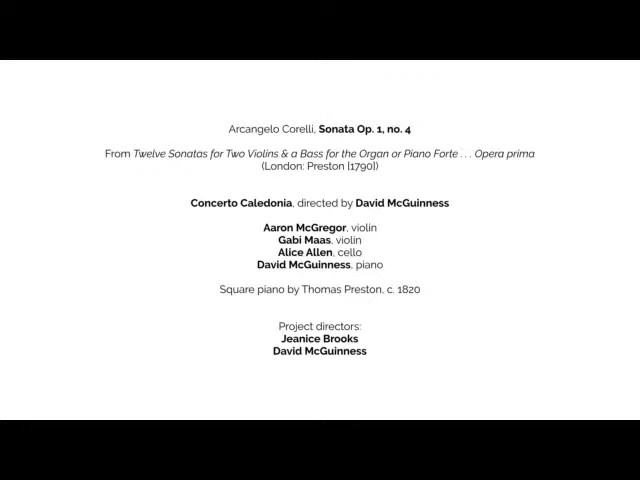 Arcangelo Corelli, Sonata Op. 1, no. 4
From Twelve Sonatas for Two Violins & a Bass for the Organ or Piano Forte . . . Opera prima
(London: Preston [1790])
Concerto Caledonia, directed by David McGuinness
Aaron McGregor, violin
Gabi Maas, violin
Alice Allen, cello
David McGuinness, piano
Square piano by Thomas Preston, c. 1820
Project directors:
Jeanice Brooks
David McGuinness